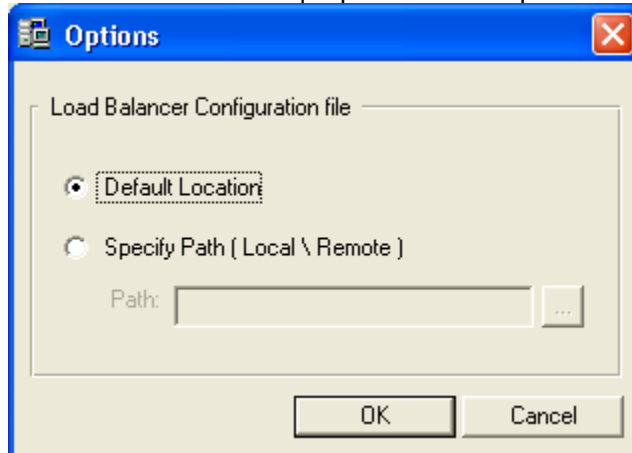 Options
Load Balancer Configuration file
Default Location
Specify Path ( Local \ Remote )
Path:
...
OK
Cancel